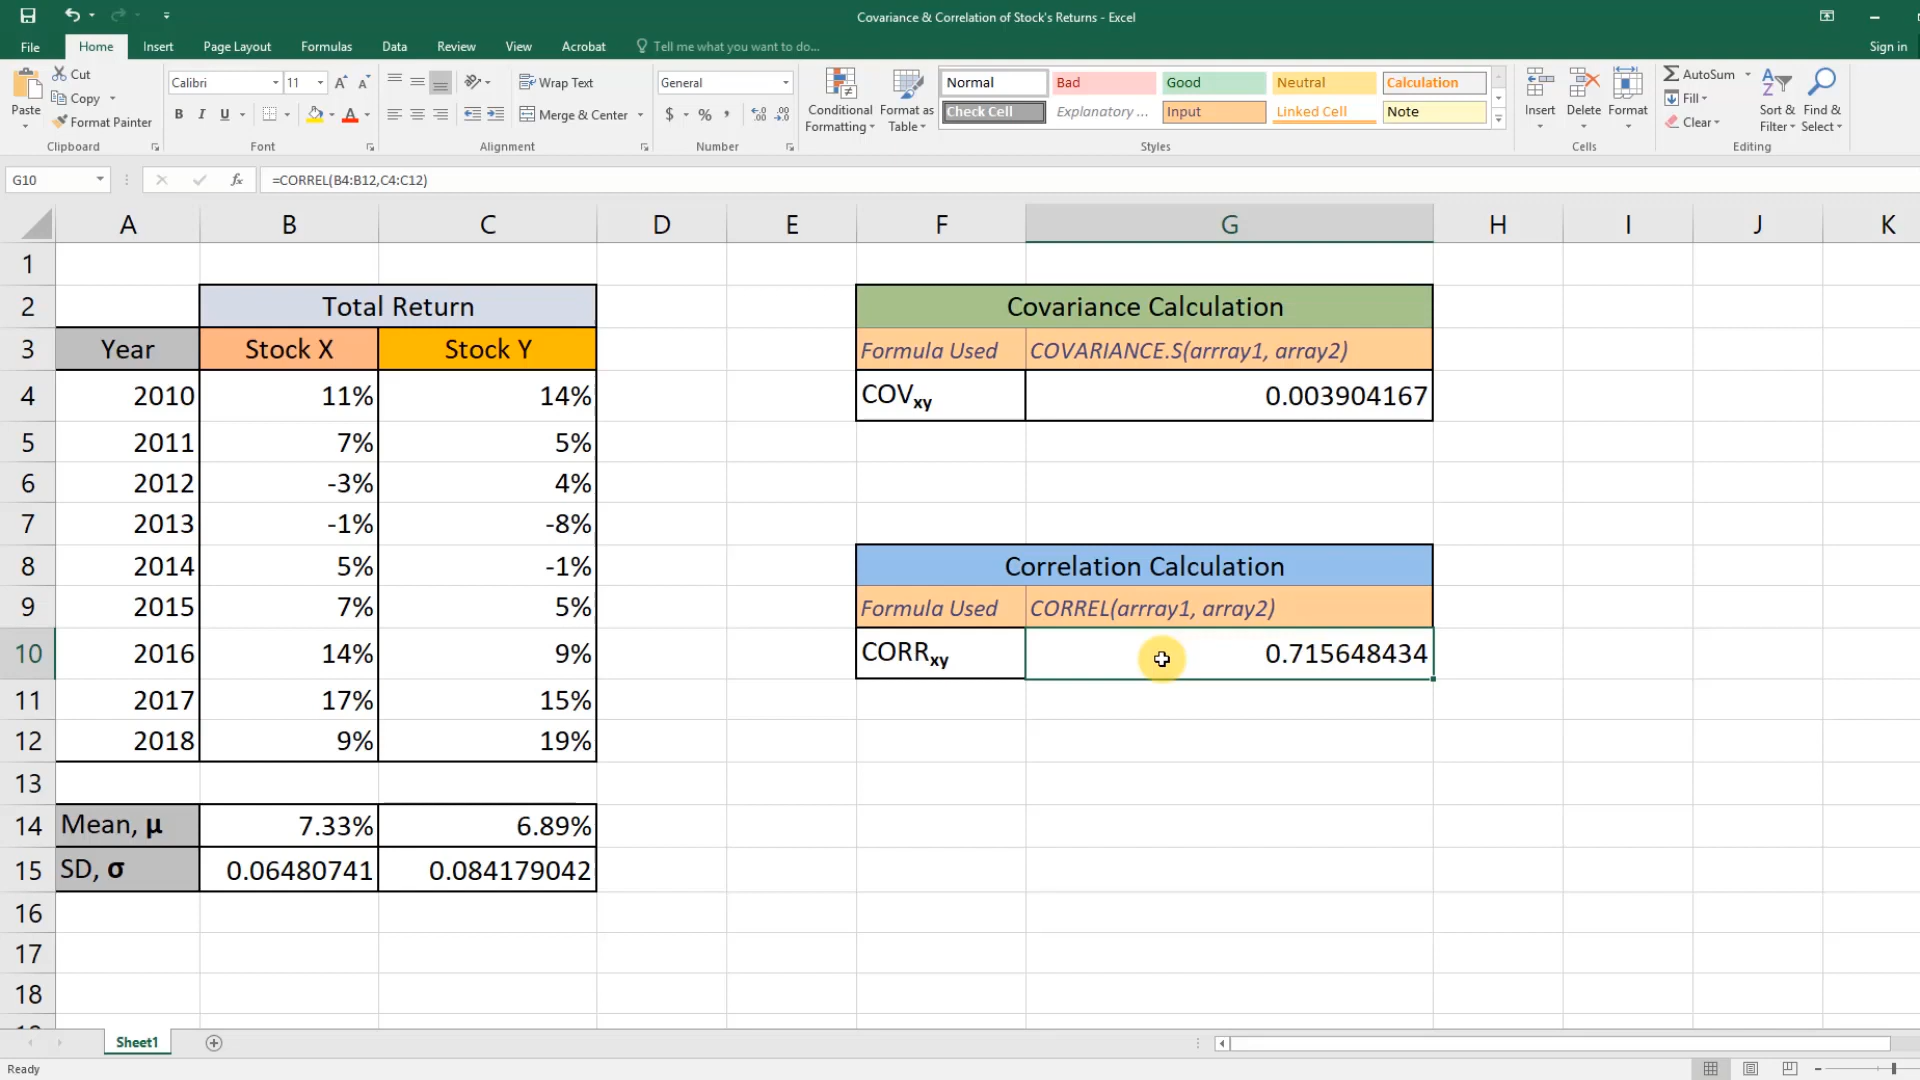 Covariance & Correlation of Stock's Returns - Excel
File Home Insert Page Layout Formulas Data Review View Acrobat Tell me what you want to do... Sign in
Paste
Cut
Copy
Format Painter
Clipboard
Calibri 11
B I U
Font
Wrap Text
Merge & Center
Alignment
General
$ % ,
Number
Conditional Formatting
Format as Table
Normal Bad Good Neutral Calculation
Check Cell Explanatory ... Input Linked Cell Note
Styles
Insert Delete Format
Cells
AutoSum
Fill
Clear
Sort & Filter
Find & Select
Editing
G10 fx =CORREL(B4:B12,C4:C12)
A B C D E F G H I J K
1
2 Total Return Covariance Calculation
3 Year Stock X Stock Y Formula Used COVARIANCE.S(arrray1, array2)
4 2010 11% 14% COVxy 0.003904167
5 2011 7% 5%
6 2012 -3% 4%
7 2013 -1% -8%
8 2014 5% -1% Correlation Calculation
9 2015 7% 5% Formula Used CORREL(arrray1, array2)
10 2016 14% 9% CORRxy 0.715648434
11 2017 17% 15%
12 2018 9% 19%
13
14 Mean, μ 7.33% 6.89%
15 SD, σ 0.06480741 0.084179042
16
17
18
Sheet1
Ready